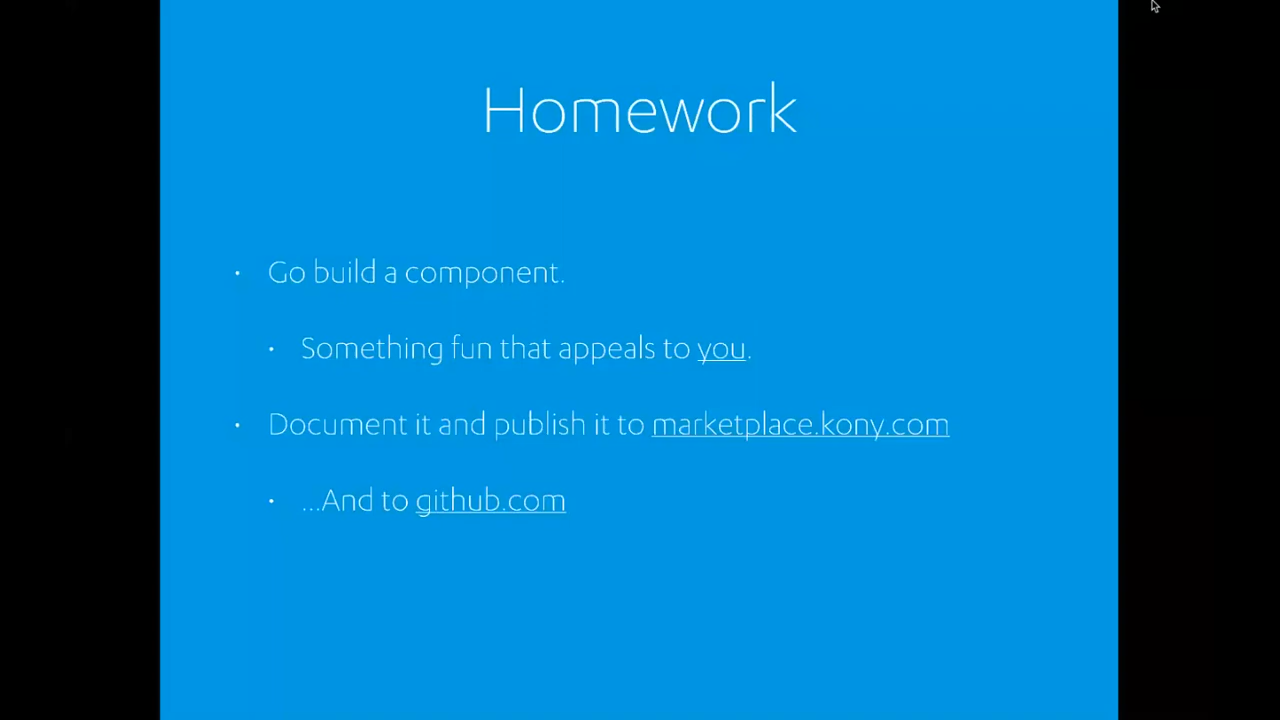 Homework
• Go build a component.
• Something fun that appeals to you.
• Document it and publish it to marketplace.kony.com
• ...And to github.com